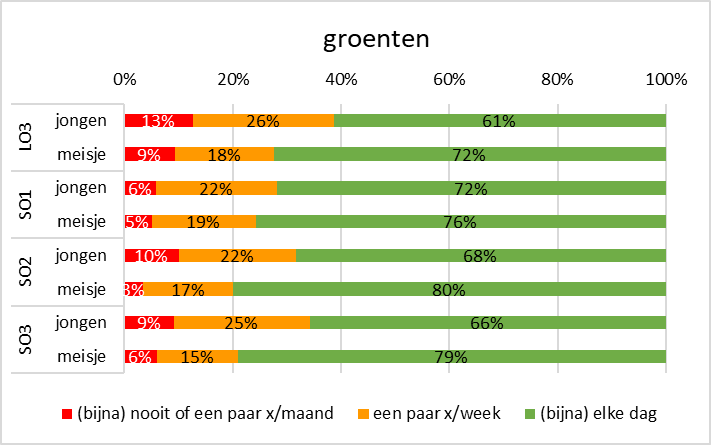 groenten
0% 20% 40% 60% 80% 100%
LO3
jongen 13% 26% 61%
meisje 9% 18% 72%
SO1
jongen 6% 22% 72%
meisje 5% 19% 76%
SO2
jongen 10% 22% 68%
meisje 3% 17% 80%
SO3
jongen 9% 25% 66%
meisje 6% 15% 79%
(bijna) nooit of een paar x/maand een paar x/week (bijna) elke dag